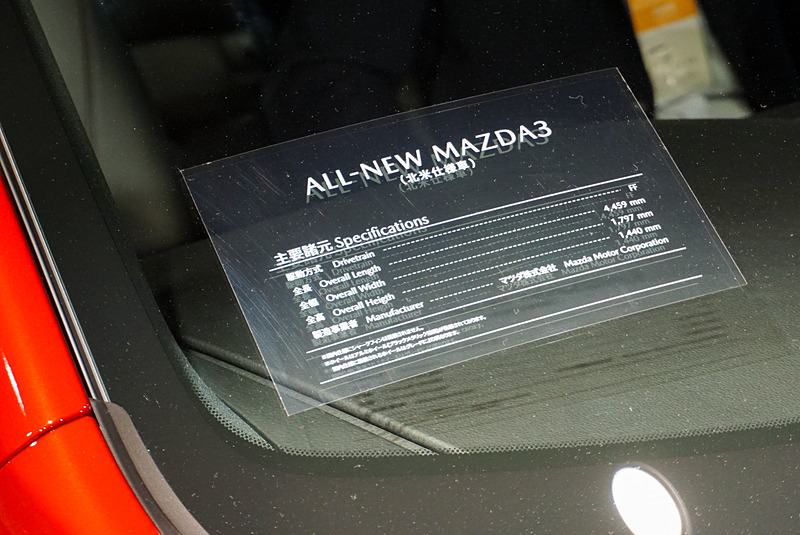 ALL-NEW MAZDA3
(北米仕様車)
主要諸元 Specifications
駆動方式 Drivetrain FF
全長 Overall Length 4,459 mm
全幅 Overall Width 1,797 mm
全高 Overall Heigth 1,440 mm
製造事業者 Manufacturer マツダ株式会社 Mazda Motor Corporation